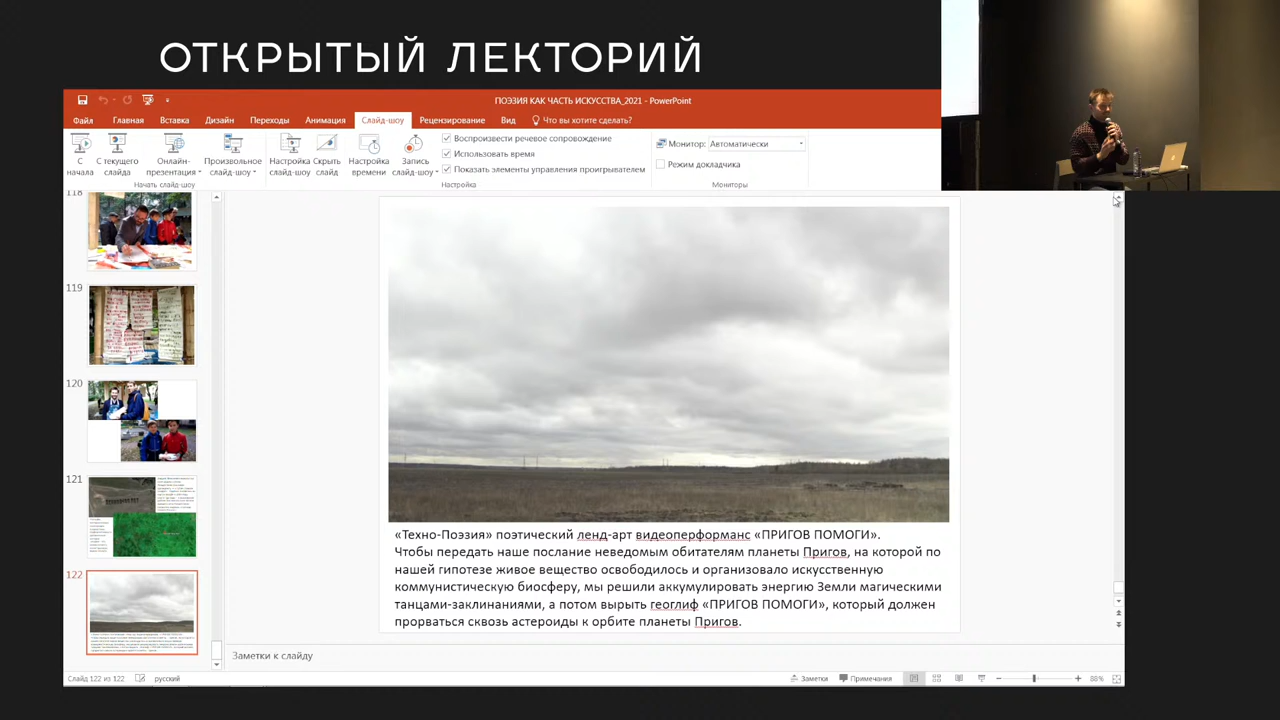 ОТКРЫТЫЙ ЛЕКТОРИЙ
ПОЭЗИЯ КАК ЧАСТЬ ИСКУССТВА_2021 - PowerPoint
Файл Главная Вставка Дизайн Переходы Анимация Слайд-шоу Рецензирование Вид Что вы хотите сделать?
С начала
С текущего слайда
Онлайн-презентация
Произвольное слайд-шоу
Начать слайд-шоу
Настройка слайд-шоу
Скрыть слайд
Настройка времени
Запись слайд-шоу
Воспроизвести речевое сопровождение
Использовать время
Показать элементы управления проигрывателем
Настройка
Монитор: Автоматически
Режим докладчика
Мониторы
118
119
120
121
122
«Техно-Поэзия» поэтический ленд-арт видеоперформанс «ПРИГОВ ПОМОГИ».
Чтобы передать наше послание неведомым обитателям планеты Пригов, на которой по
нашей гипотезе живое вещество освободилось и организовало искусственную
коммунистическую биосферу, мы решили аккумулировать энергию Земли магическими
танцами-заклинаниями, а потом вырыть геоглиф «ПРИГОВ ПОМОГИ», который должен
прорваться сквозь астероиды к орбите планеты Пригов.
Заметки к слайду
Слайд 122 из 122 русский Заметки Примечания 88%